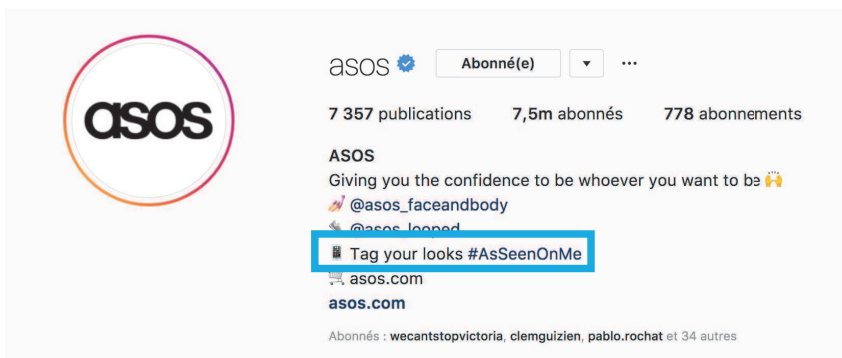 asos
asos Abonné(e)
7 357 publications 7,5m abonnés 778 abonnements
ASOS
Giving you the confidence to be whoever you want to be 🙌
💅 @asos_faceandbody
@asos_looped
📱 Tag your looks #AsSeenOnMe
🛒 asos.com
asos.com
Abonnés : wecantstopvictoria, clemguizien, pablo.rochat et 34 autres